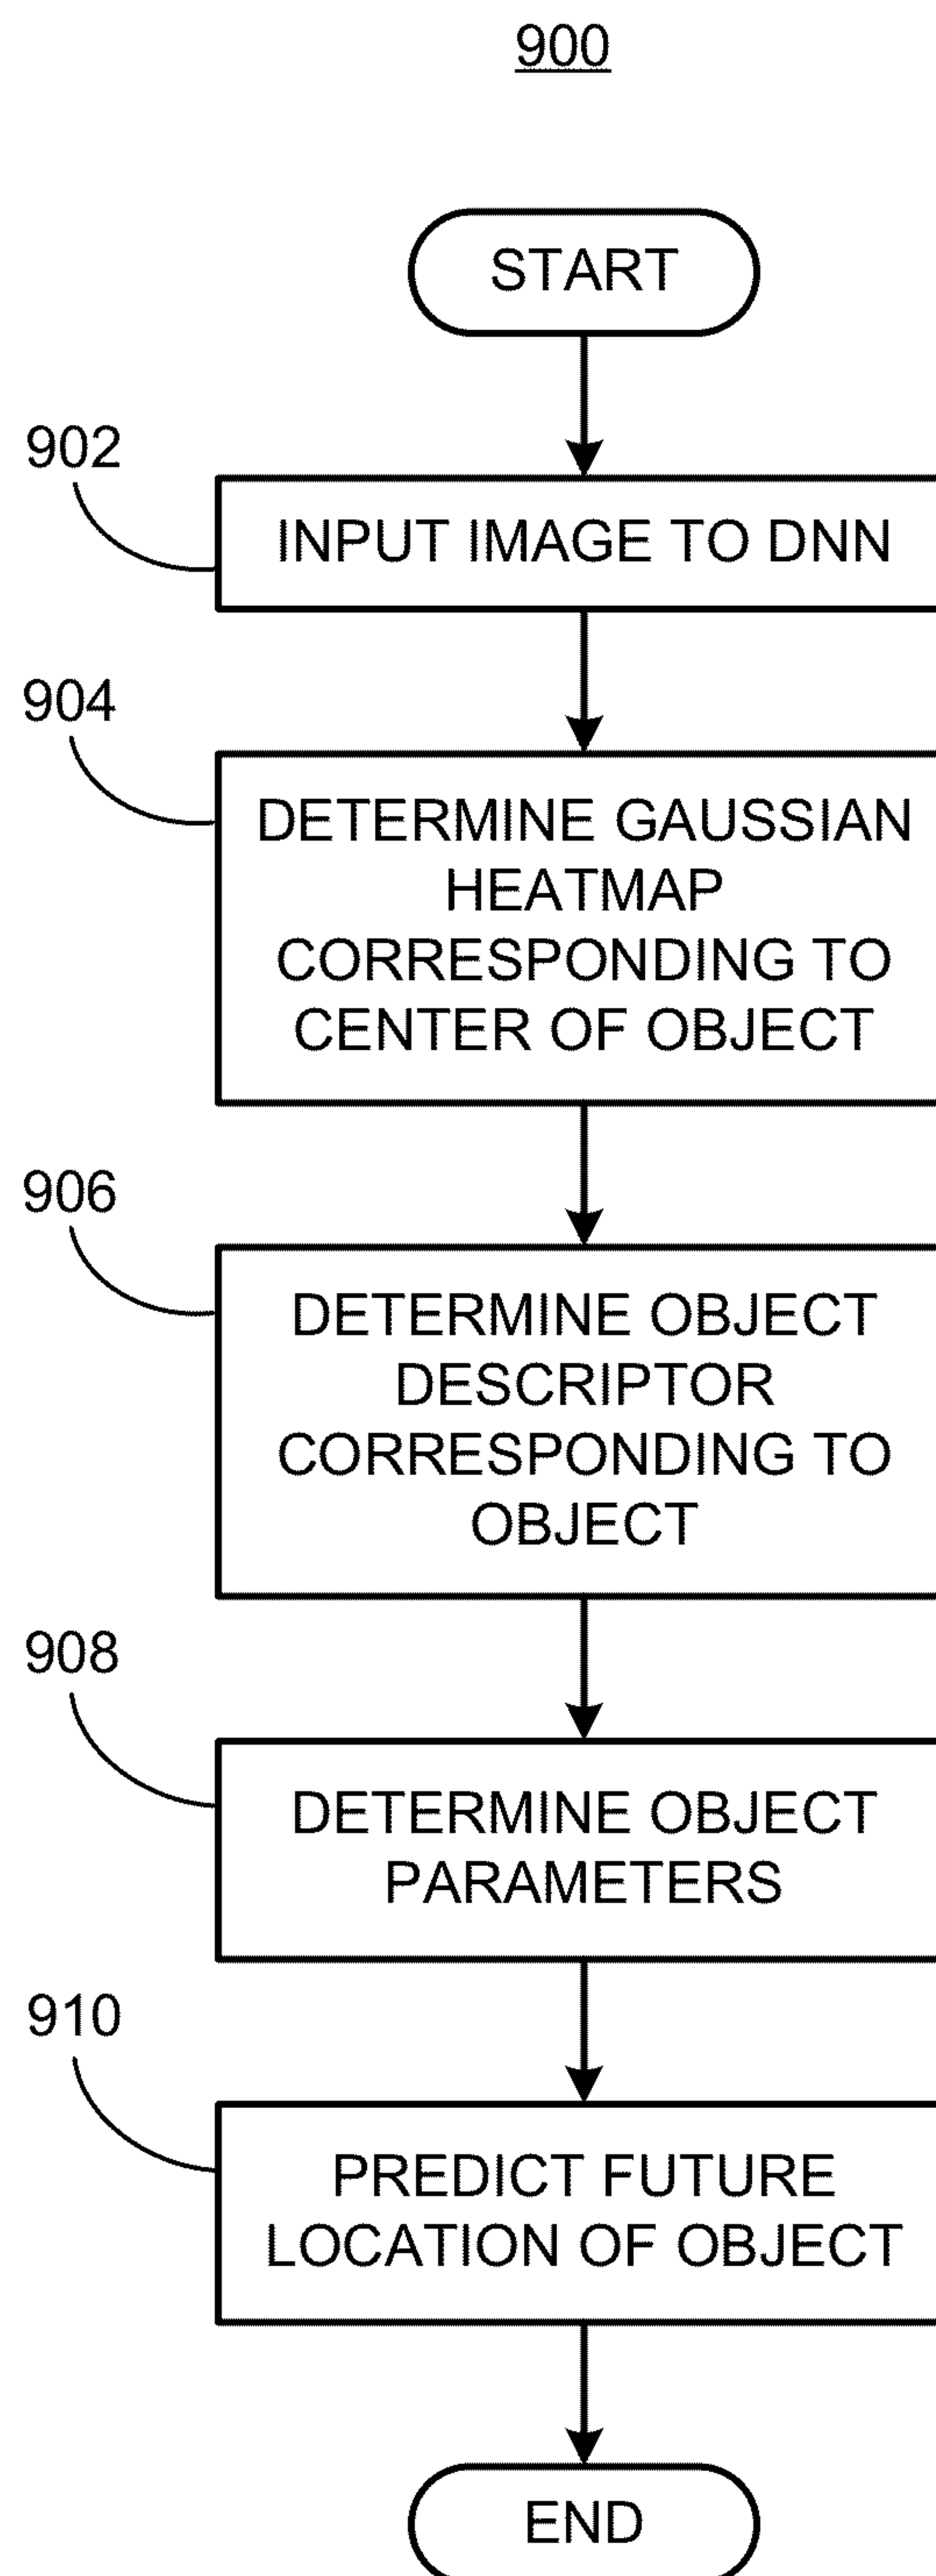 900
START
902
INPUT IMAGE TO DNN
904
DETERMINE GAUSSIAN
HEATMAP
CORRESPONDING TO
CENTER OF OBJECT
906
DETERMINE OBJECT
DESCRIPTOR
CORRESPONDING TO
OBJECT
908
DETERMINE OBJECT
PARAMETERS
910
PREDICT FUTURE
LOCATION OF OBJECT
END